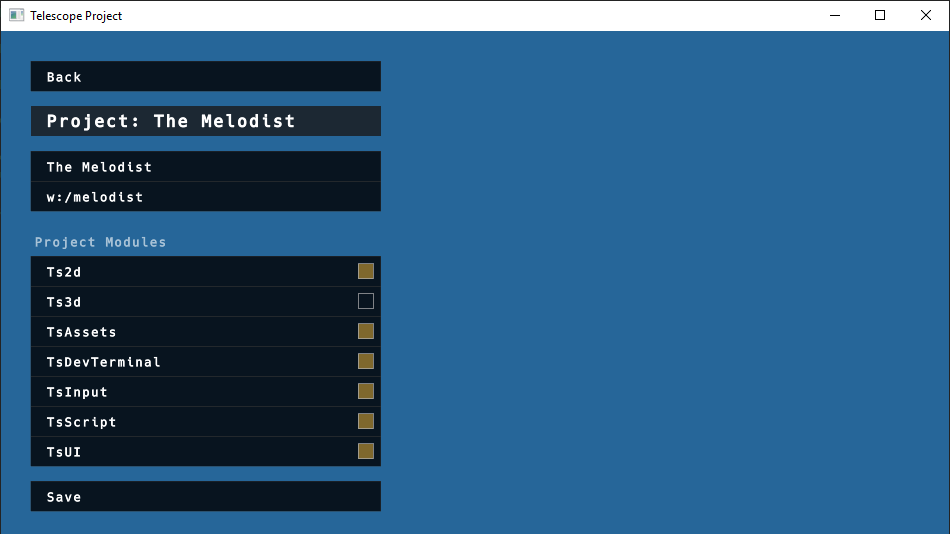 Telescope Project
Back
Project: The Melodist
The Melodist
w:/melodist
Project Modules
Ts2d
Ts3d
TsAssets
TsDevTerminal
TsInput
TsScript
TsUI
Save